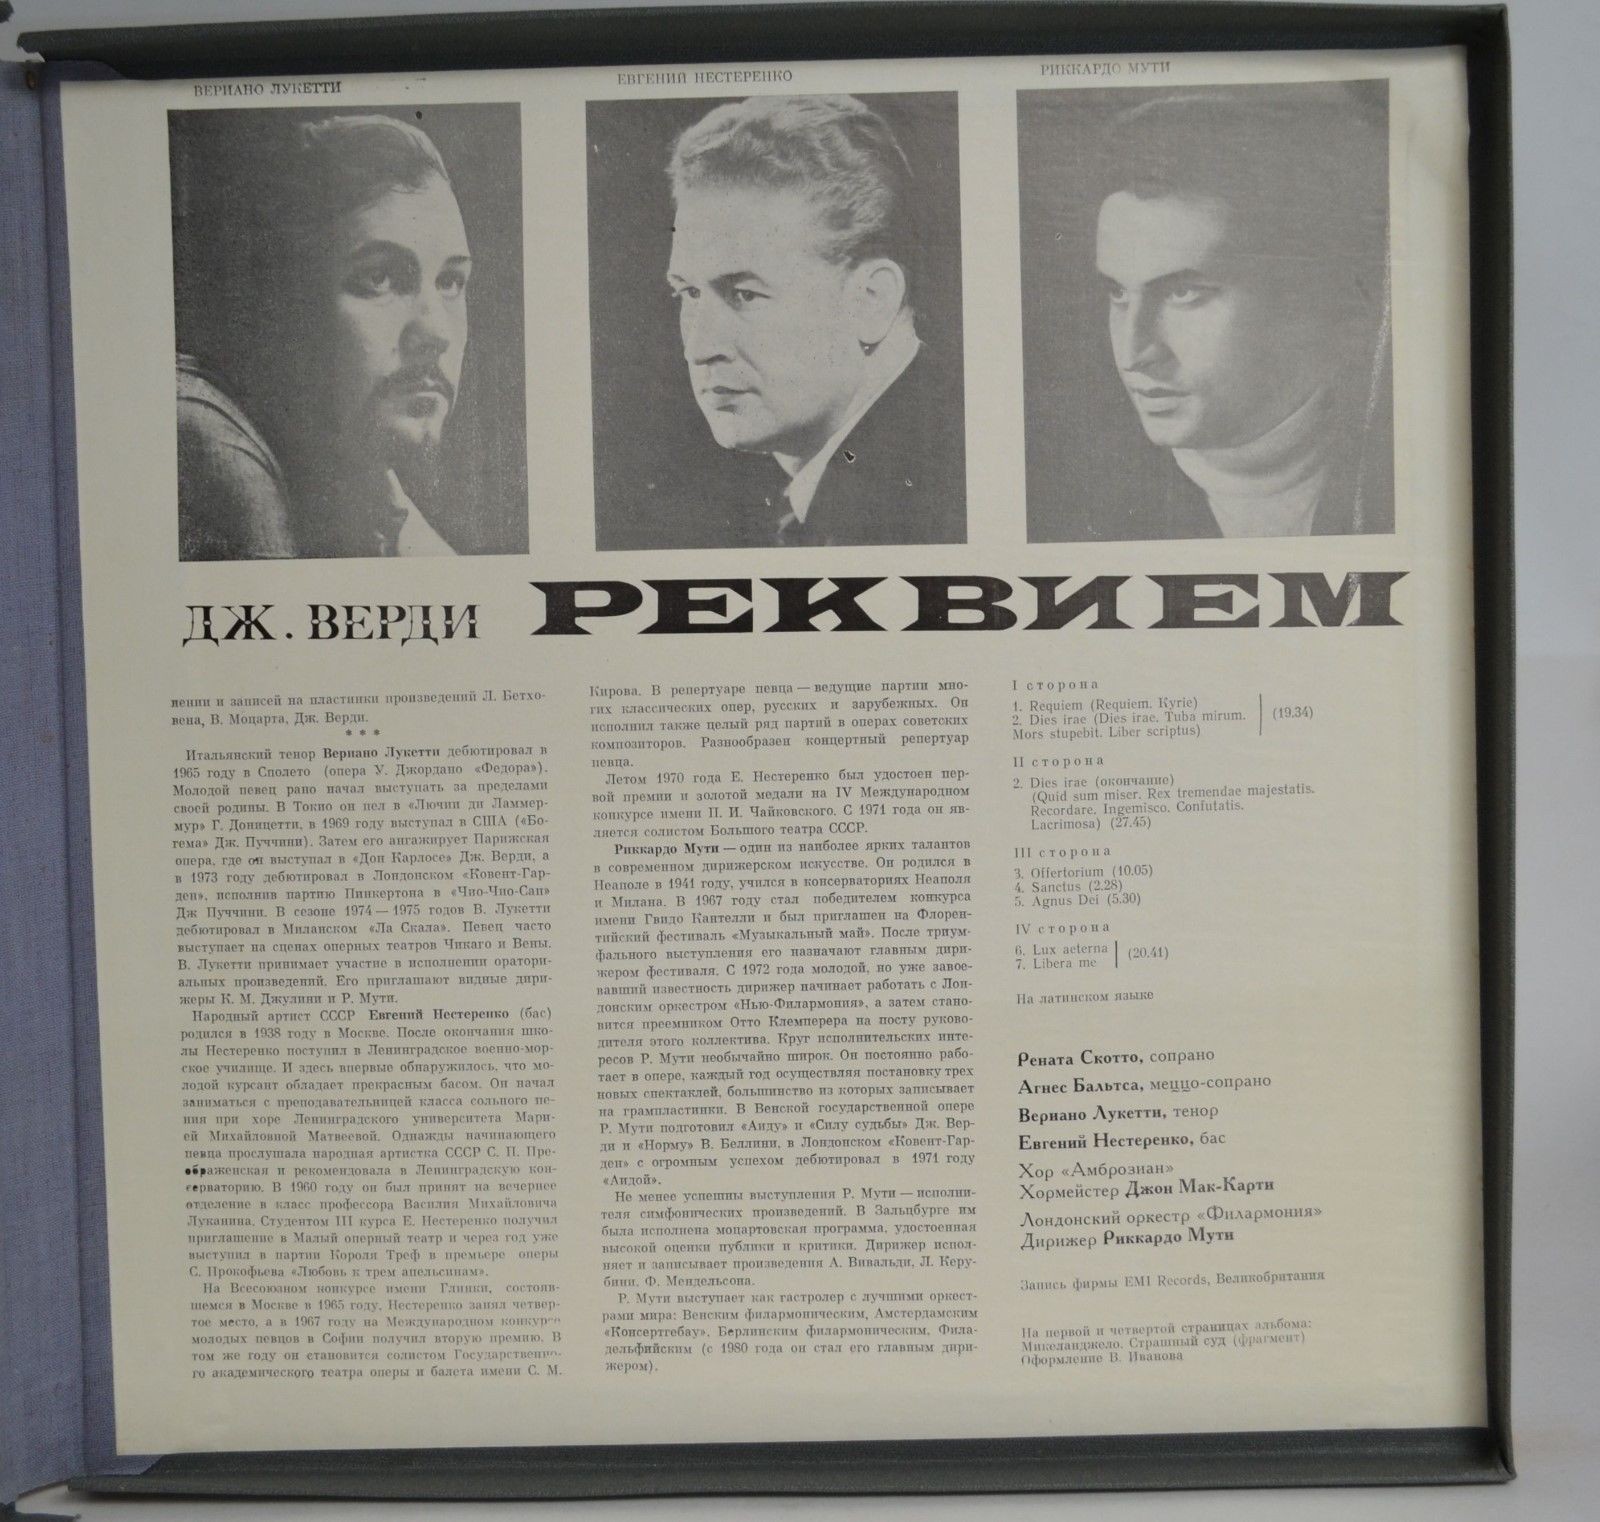 ВЕРИАНО ЛУКЕТТИ
ЕВГЕНИЙ НЕСТЕРЕНКО
РИККАРДО МУТИ
ДЖ. ВЕРДИ РЕКВИЕМ
нении и записей на пластинки произведений Л. Бетхо-
вена, В. Моцарта, Дж. Верди.
* * *
Итальянский тенор Вериано Лукетти дебютировал в
1965 году в Сполето (опера У. Джордано «Федора»).
Молодой певец рано начал выступать за пределами
своей родины. В Токио он пел в «Лючии ди Ламмер-
мур» Г. Доницетти, в 1969 году выступал в США («Бо-
гема» Дж. Пуччини). Затем его ангажирует Парижская
опера, где он выступал в «Дон Карлосе» Дж. Верди, а
в 1973 году дебютировал в Лондонском «Ковент-Гар-
ден», исполнив партию Пинкертона в «Чио-Чио-Сан»
Дж Пуччини. В сезоне 1974—1975 годов В. Лукетти
дебютировал в Миланском «Ла Скала». Певец часто
выступает на сценах оперных театров Чикаго и Вены.
В. Лукетти принимает участие в исполнении оратори-
альных произведений. Его приглашают видные дири-
жеры К. М. Джулини и Р. Мути.
Народный артист СССР Евгений Нестеренко (бас)
родился в 1938 году в Москве. После окончания шко-
лы Нестеренко поступил в Ленинградское военно-мор-
ское училище. И здесь впервые обнаружилось, что мо-
лодой курсант обладает прекрасным басом. Он начал
заниматься с преподавательницей класса сольного пе-
ния при хоре Ленинградского университета Мари-
ей Михайловной Матвеевой. Однажды начинающего
певца прослушала народная артистка СССР С. П. Пре-
ображенская и рекомендовала в Ленинградскую кон-
серваторию. В 1960 году он был принят на вечернее
отделение в класс профессора Василия Михайловича
Луканина. Студентом III курса Е. Нестеренко получил
приглашение в Малый оперный театр и через год уже
выступил в партии Короля Треф в премьере оперы
С. Прокофьева «Любовь к трем апельсинам».
На Всесоюзном конкурсе имени Глинки, состояв-
шемся в Москве в 1965 году, Нестеренко занял четвер-
тое место, а в 1967 году на Международном конкурсе
молодых певцов в Софии получил вторую премию. В
том же году он становится солистом Государственно-
го академического театра оперы и балета имени С. М.
Кирова. В репертуаре певца — ведущие партии мно-
гих классических опер, русских и зарубежных. Он
исполнил также целый ряд партий в операх советских
композиторов. Разнообразен концертный репертуар
певца.
Летом 1970 года Е. Нестеренко был удостоен пер-
вой премии и золотой медали на IV Международном
конкурсе имени П. И. Чайковского. С 1971 года он яв-
ляется солистом Большого театра СССР.
Риккардо Мути — один из наиболее ярких талантов
в современном дирижерском искусстве. Он родился в
Неаполе в 1941 году, учился в консерваториях Неаполя
и Милана. В 1967 году стал победителем конкурса
имени Гвидо Кантелли и был приглашен на Флорен-
тийский фестиваль «Музыкальный май». После триум-
фального выступления его назначают главным дири-
жером фестиваля. С 1972 года молодой, но уже завое-
вавший известность дирижер начинает работать с Лон-
донским оркестром «Нью-Филармония», а затем стано-
вится преемником Отто Клемперера на посту руково-
дителя этого коллектива. Круг исполнительских инте-
ресов Р. Мути необычайно широк. Он постоянно рабо-
тает в опере, каждый год осуществляя постановку трех
новых спектаклей, большинство из которых записывает
на грампластинки. В Венской государственной опере
Р. Мути подготовил «Аиду» и «Силу судьбы» Дж. Вер-
ди и «Норму» В. Беллини, в Лондонском «Ковент-Гар-
ден» с огромным успехом дебютировал в 1971 году
«Аидой».
Не менее успешны выступления Р. Мути — исполни-
теля симфонических произведений. В Зальцбурге им
была исполнена моцартовская программа, удостоенная
высокой оценки публики и критики. Дирижер испол-
няет и записывает произведения А. Вивальди, Л. Керу-
бини, Ф. Мендельсона.
Р. Мути выступает как гастролер с лучшими оркест-
рами мира: Венским филармоническим, Амстердамским
«Консертгебау», Берлинским филармоническим, Фила-
дельфийским (с 1980 года он стал его главным дири-
жером).
I сторона
1. Requiem (Requiem. Kyrie)
2. Dies irae (Dies irae. Tuba mirum.
Mors stupebit. Liber scriptus)
(19.34)
II сторона
2. Dies irae (окончание)
(Quid sum miser. Rex tremendae majestatis.
Recordare. Ingemisco. Confutatis.
Lacrimosa) (27.45)
III сторона
3. Offertorium (10.05)
4. Sanctus (2.28)
5. Agnus Dei (5.30)
IV сторона
6. Lux aeterna
7. Libera me
(20.41)
На латинском языке
Рената Скотто, сопрано
Агнес Бальтса, меццо-сопрано
Вериано Лукетти, тенор
Евгений Нестеренко, бас
Хор «Амброзиан»
Хормейстер Джон Мак-Карти
Лондонский оркестр «Филармония»
Дирижер Риккардо Мути
Запись фирмы EMI Records, Великобритания
На первой и четвертой страницах альбома:
Микеланджело. Страшный суд (фрагмент)
Оформление В. Иванова